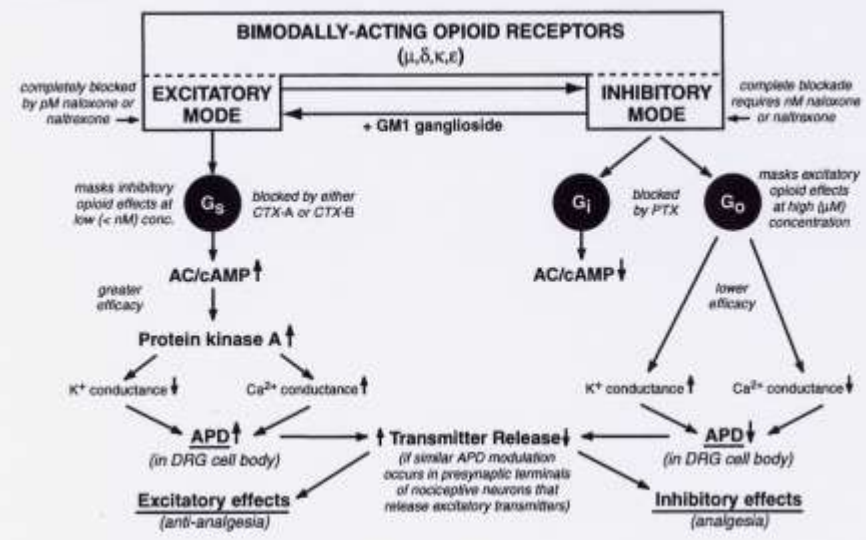 BIMODALLY-ACTING OPIOID RECEPTORS
(μ,δ,κ,ε)
completely blocked
by pM naloxone or
naltrexone
EXCITATORY
MODE
+ GM1 ganglioside
INHIBITORY
MODE
complete blockade
requires nM naloxone
or naltrexone
masks inhibitory
opioid effects at
low (< nM) conc.
Gs
blocked by either
CTX-A or CTX-B
Gi
blocked
by PTX
Go
masks excitatory
opioid effects
at high (μM)
concentration
AC/cAMP
AC/cAMP
greater
efficacy
lower
efficacy
Protein kinase A
K+ conductance
Ca2+ conductance
K+ conductance
Ca2+ conductance
APD
(in DRG cell body)
Transmitter Release
(if similar APD modulation
occurs in presynaptic terminals
of nociceptive neurons that
release excitatory transmitters)
APD
(in DRG cell body)
Excitatory effects
(anti-analgesia)
Inhibitory effects
(analgesia)